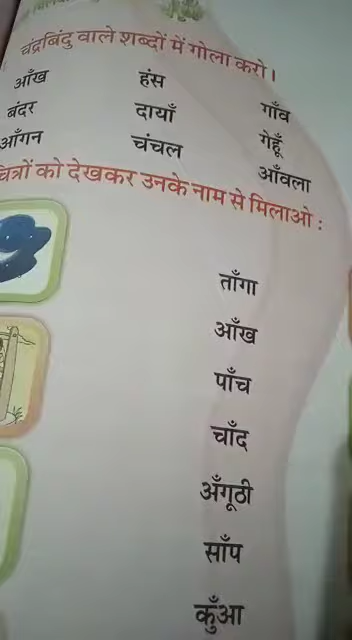 चंद्रबिंदु वाले शब्दों में गोला करो।
आँख हंस गाँव
बंदर दायाँ गेहूँ
आँगन चंचल आँवला
चित्रों को देखकर उनके नाम से मिलाओ :
ताँगा
आँख
पाँच
चाँद
अँगूठी
साँप
कुँआ